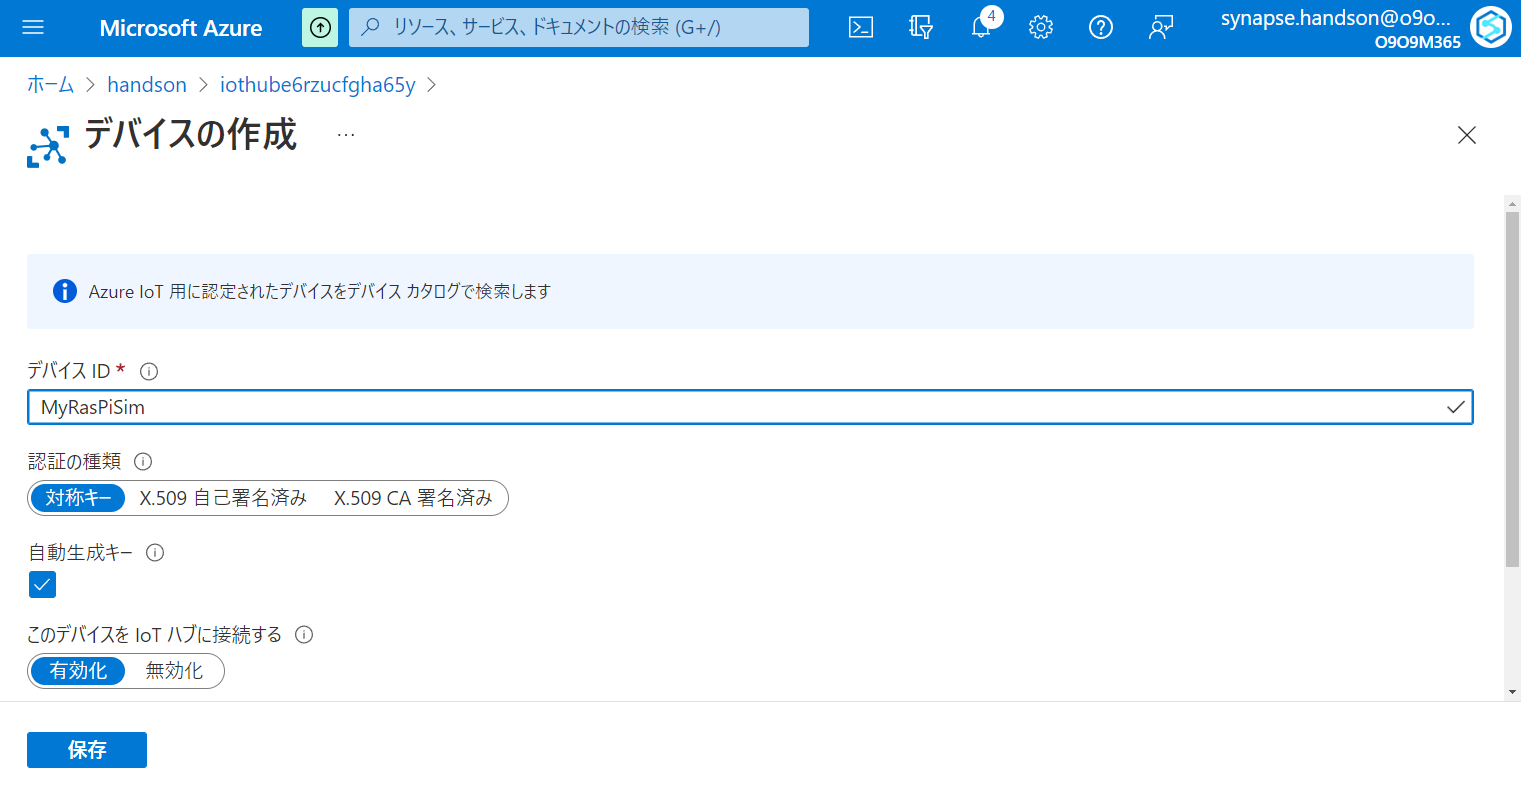 Microsoft Azure
リソース、サービス、ドキュメントの検索 (G+/)
4
synapse.handson@o9o...
O9O9M365
ホーム > handson > iothube6rzucfgha65y >
デバイスの作成 ...
Azure IoT 用に認定されたデバイスをデバイス カタログで検索します
デバイス ID *
MyRasPiSim
認証の種類
対称キー X.509 自己署名済み X.509 CA 署名済み
自動生成キー
このデバイスを IoT ハブに接続する
有効化 無効化
保存